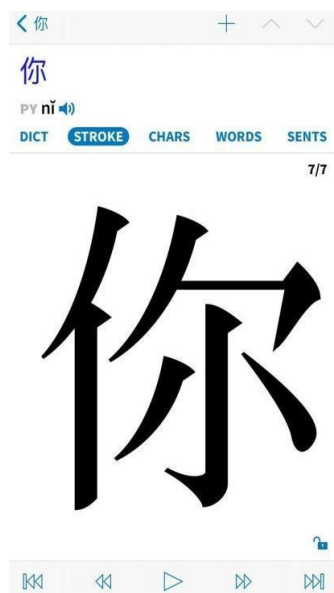 你
你
PY nǐ
DICT STROKE CHARS WORDS SENTS
7/7
你